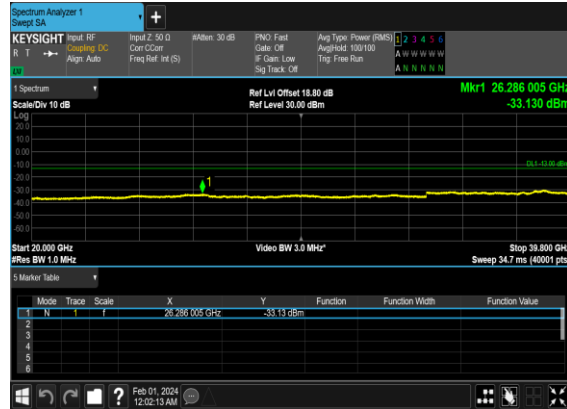 Spectrum Analyzer 1
Swept SA
+
KEYSIGHT Input: RF Input Z: 50 Ω #Atten: 30 dB PNO: Fast Avg Type: Power (RMS) 1 2 3 4 5 6
R T Coupling: DC Corr CCorr Gate: Off Avg|Hold: 100/100 A W W W W W
Align: Auto Freq Ref: Int (S) IF Gain: Low Trig: Free Run
Sig Track: Off A N N N N N
1 Spectrum Ref Lvl Offset 18.80 dB Mkr1 26.286 005 GHz
Scale/Div 10 dB Ref Level 30.00 dBm -33.130 dBm
Log
20.0
10.0
0.00
-10.0 DL1 -13.00 dBm
-20.0
1
-30.0
-40.0
-50.0
-60.0
Start 20.000 GHz Video BW 3.0 MHz* Stop 39.800 GHz
#Res BW 1.0 MHz Sweep 34.7 ms (40001 pts)
5 Marker Table
Mode Trace Scale X Y Function Function Width Function Value
1 N 1 f 26.286 005 GHz -33.13 dBm
2
3
4
5
6
? Feb 01, 2024
12:02:13 AM